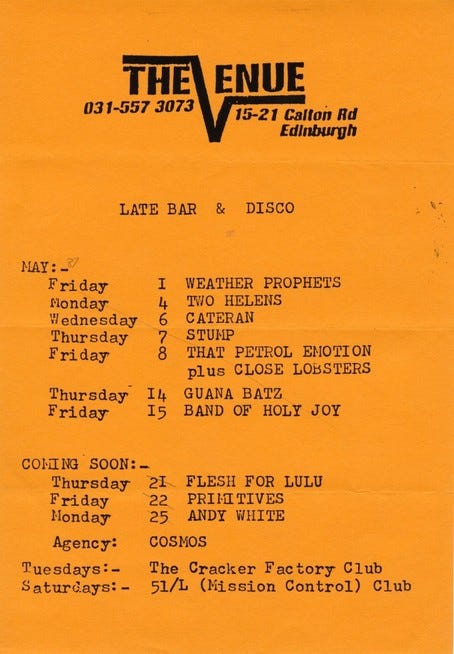 THE VENUE
031-557 3073 15-21 Calton Rd
Edinburgh
LATE BAR & DISCO
MAY:- 87
Friday 1 WEATHER PROPHETS
Monday 4 TWO HELENS
Wednesday 6 CATERAN
Thursday 7 STUMP
Friday 8 THAT PETROL EMOTION
plus CLOSE LOBSTERS
Thursday 14 GUANA BATZ
Friday 15 BAND OF HOLY JOY
COMING SOON:-
Thursday 21 FLESH FOR LULU
Friday 22 PRIMITIVES
Monday 25 ANDY WHITE
Agency: COSMOS
Tuesdays:- The Cracker Factory Club
Saturdays:- 51/L (Mission Control) Club